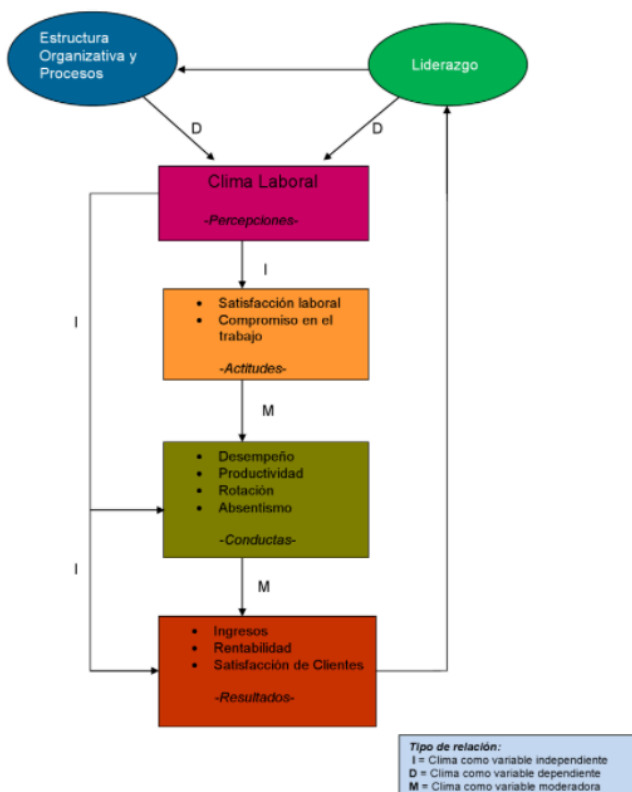 Estructura
Organizativa y
Procesos
Liderazgo
D
D
Clima Laboral
-Percepciones-
I
• Satisfacción laboral
• Compromiso en el
trabajo
-Actitudes-
I
M
• Desempeño
• Productividad
• Rotación
• Absentismo
-Conductas-
I
M
• Ingresos
• Rentabilidad
• Satisfacción de Clientes
-Resultados-
Tipo de relación:
I = Clima como variable independiente
D = Clima como variable dependiente
M = Clima como variable moderadora